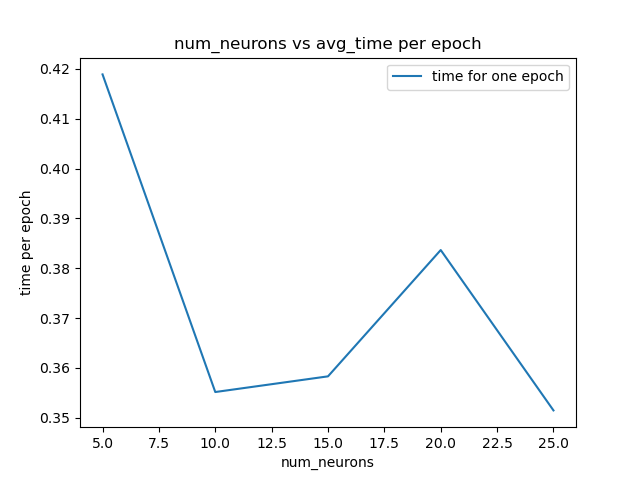 num_neurons vs avg_time per epoch
time for one epoch
0.42
0.41
0.40
0.39
0.38
0.37
0.36
0.35
time per epoch
5.0 7.5 10.0 12.5 15.0 17.5 20.0 22.5 25.0
num_neurons